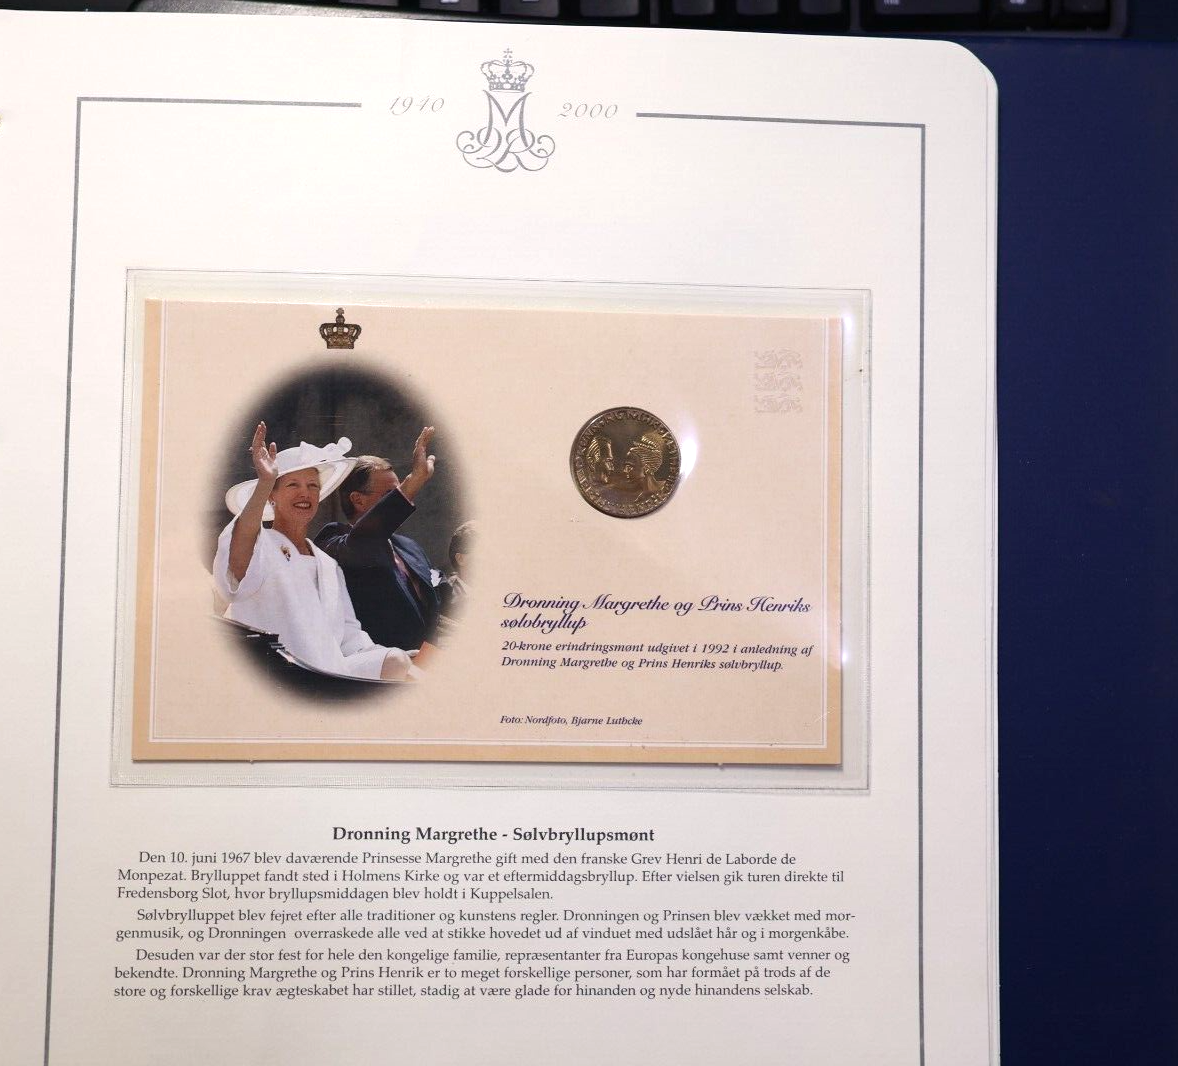 1940 2000
Dronning Margrethe og Prins Henriks
sølvbryllup
20-krone erindringsmønt udgivet i 1992 i anledning af
Dronning Margrethe og Prins Henriks sølvbryllup.
Foto: Nordfoto, Bjarne Luthcke
Dronning Margrethe - Sølvbryllupsmønt
Den 10. juni 1967 blev daværende Prinsesse Margrethe gift med den franske Grev Henri de Laborde de
Monpezat. Brylluppet fandt sted i Holmens Kirke og var et eftermiddagsbryllup. Efter vielsen gik turen direkte til
Fredensborg Slot, hvor bryllupsmiddagen blev holdt i Kuppelsalen.
Sølvbrylluppet blev fejret efter alle traditioner og kunstens regler. Dronningen og Prinsen blev vækket med mor-
genmusik, og Dronningen overraskede alle ved at stikke hovedet ud af vinduet med udslået hår og i morgenkåbe.
Desuden var der stor fest for hele den kongelige familie, repræsentanter fra Europas kongehuse samt venner og
bekendte. Dronning Margrethe og Prins Henrik er to meget forskellige personer, som har formået på trods af de
store og forskellige krav ægteskabet har stillet, stadig at være glade for hinanden og nyde hinandens selskab.